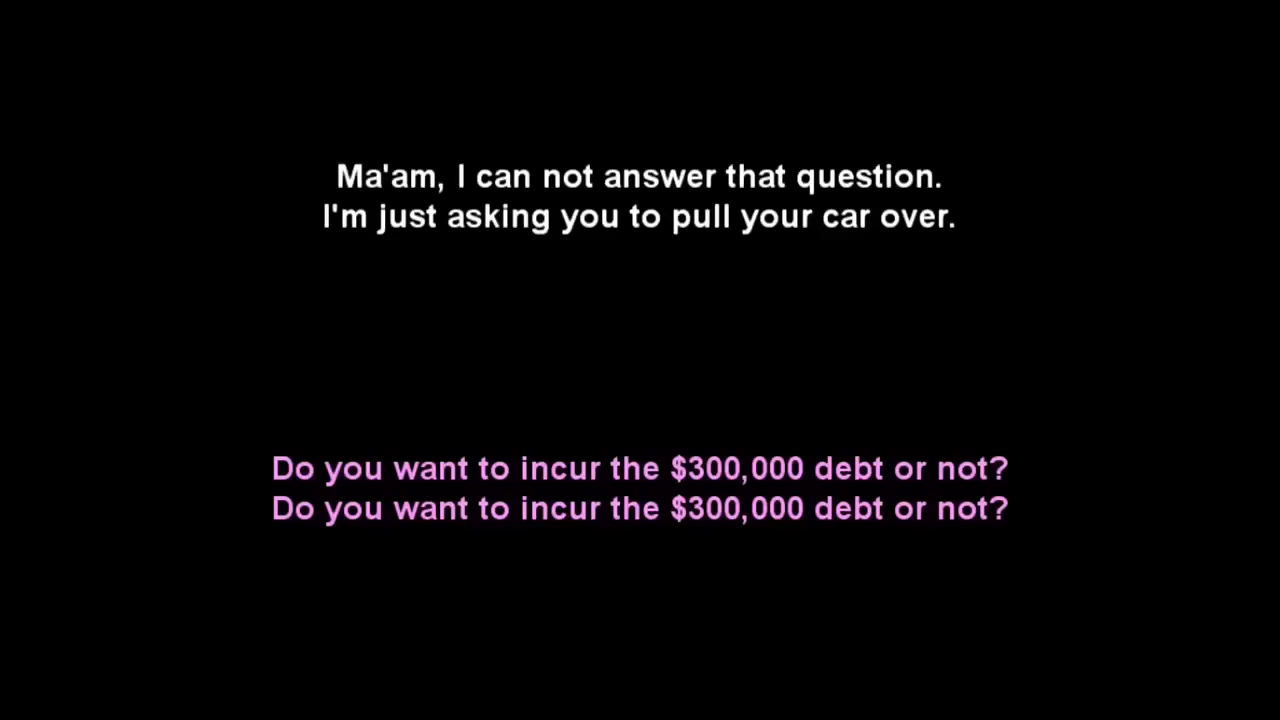 Ma'am, I can not answer that question.
I'm just asking you to pull your car over.
Do you want to incur the $300,000 debt or not?
Do you want to incur the $300,000 debt or not?